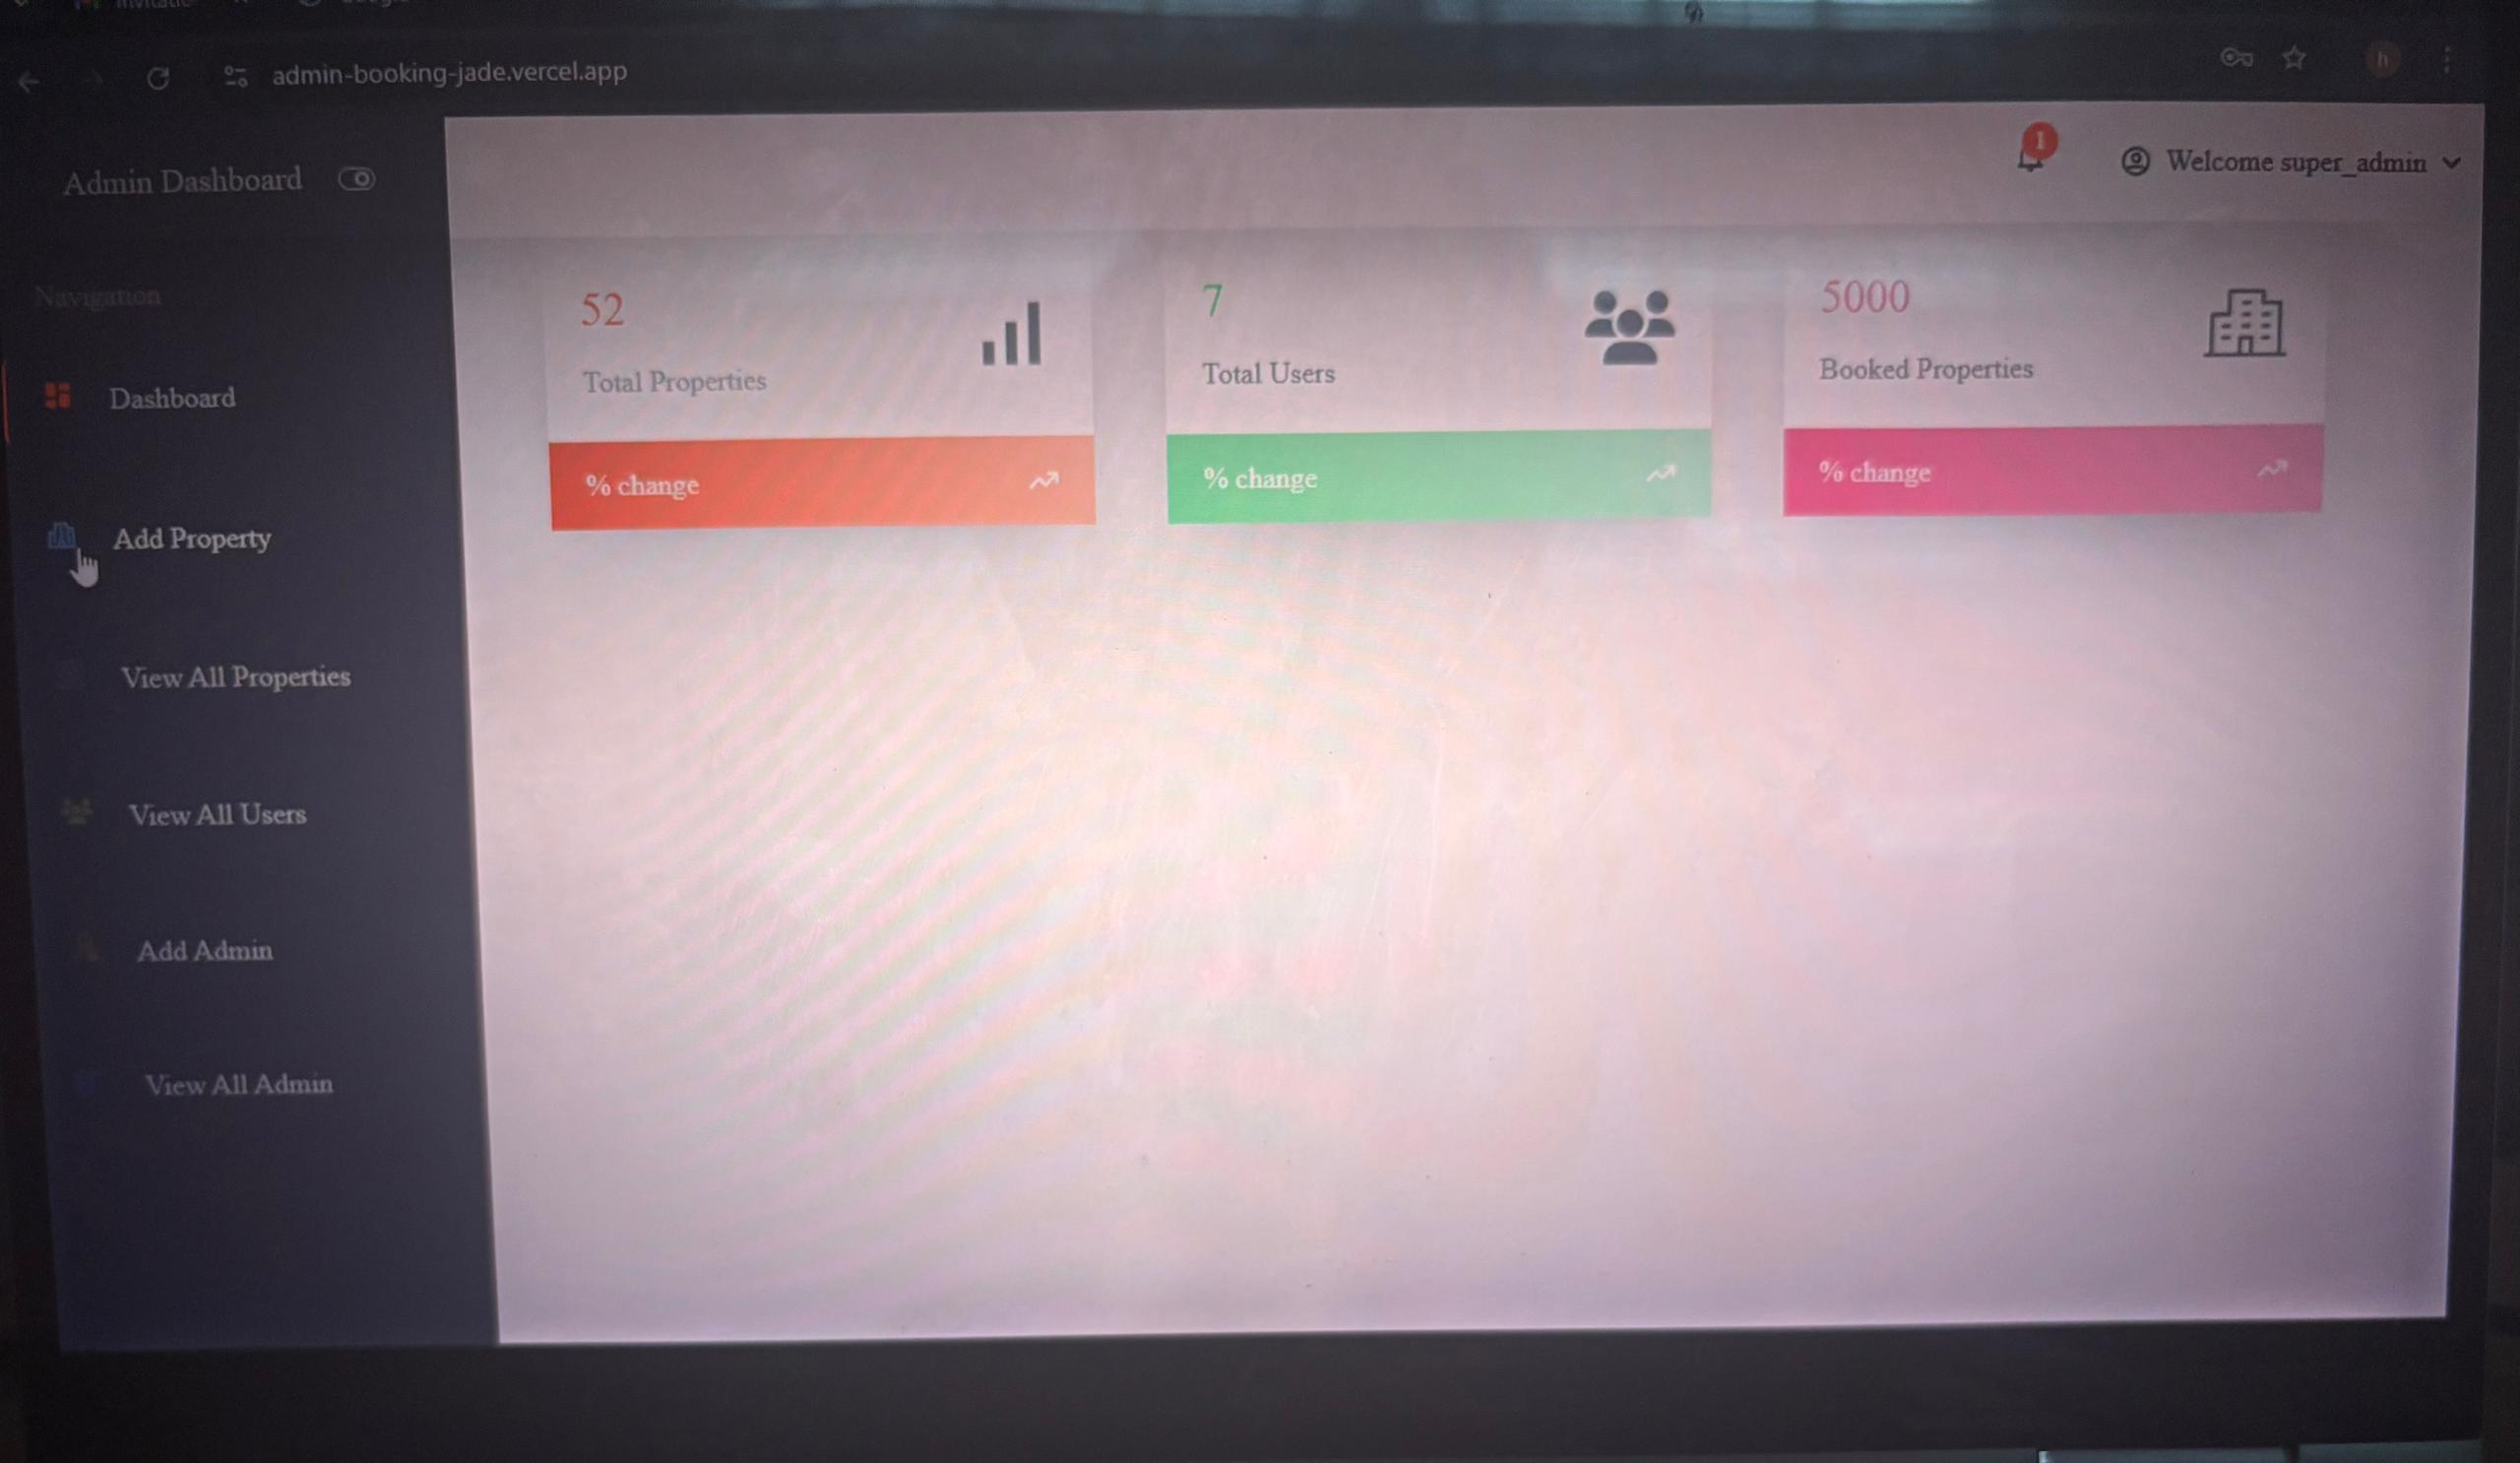 admin-booking-jade.vercel.app
h
Admin Dashboard
1
Welcome super_admin
Navigation
Dashboard
Add Property
View All Properties
View All Users
Add Admin
View All Admin
52
Total Properties
% change
7
Total Users
% change
5000
Booked Properties
% change